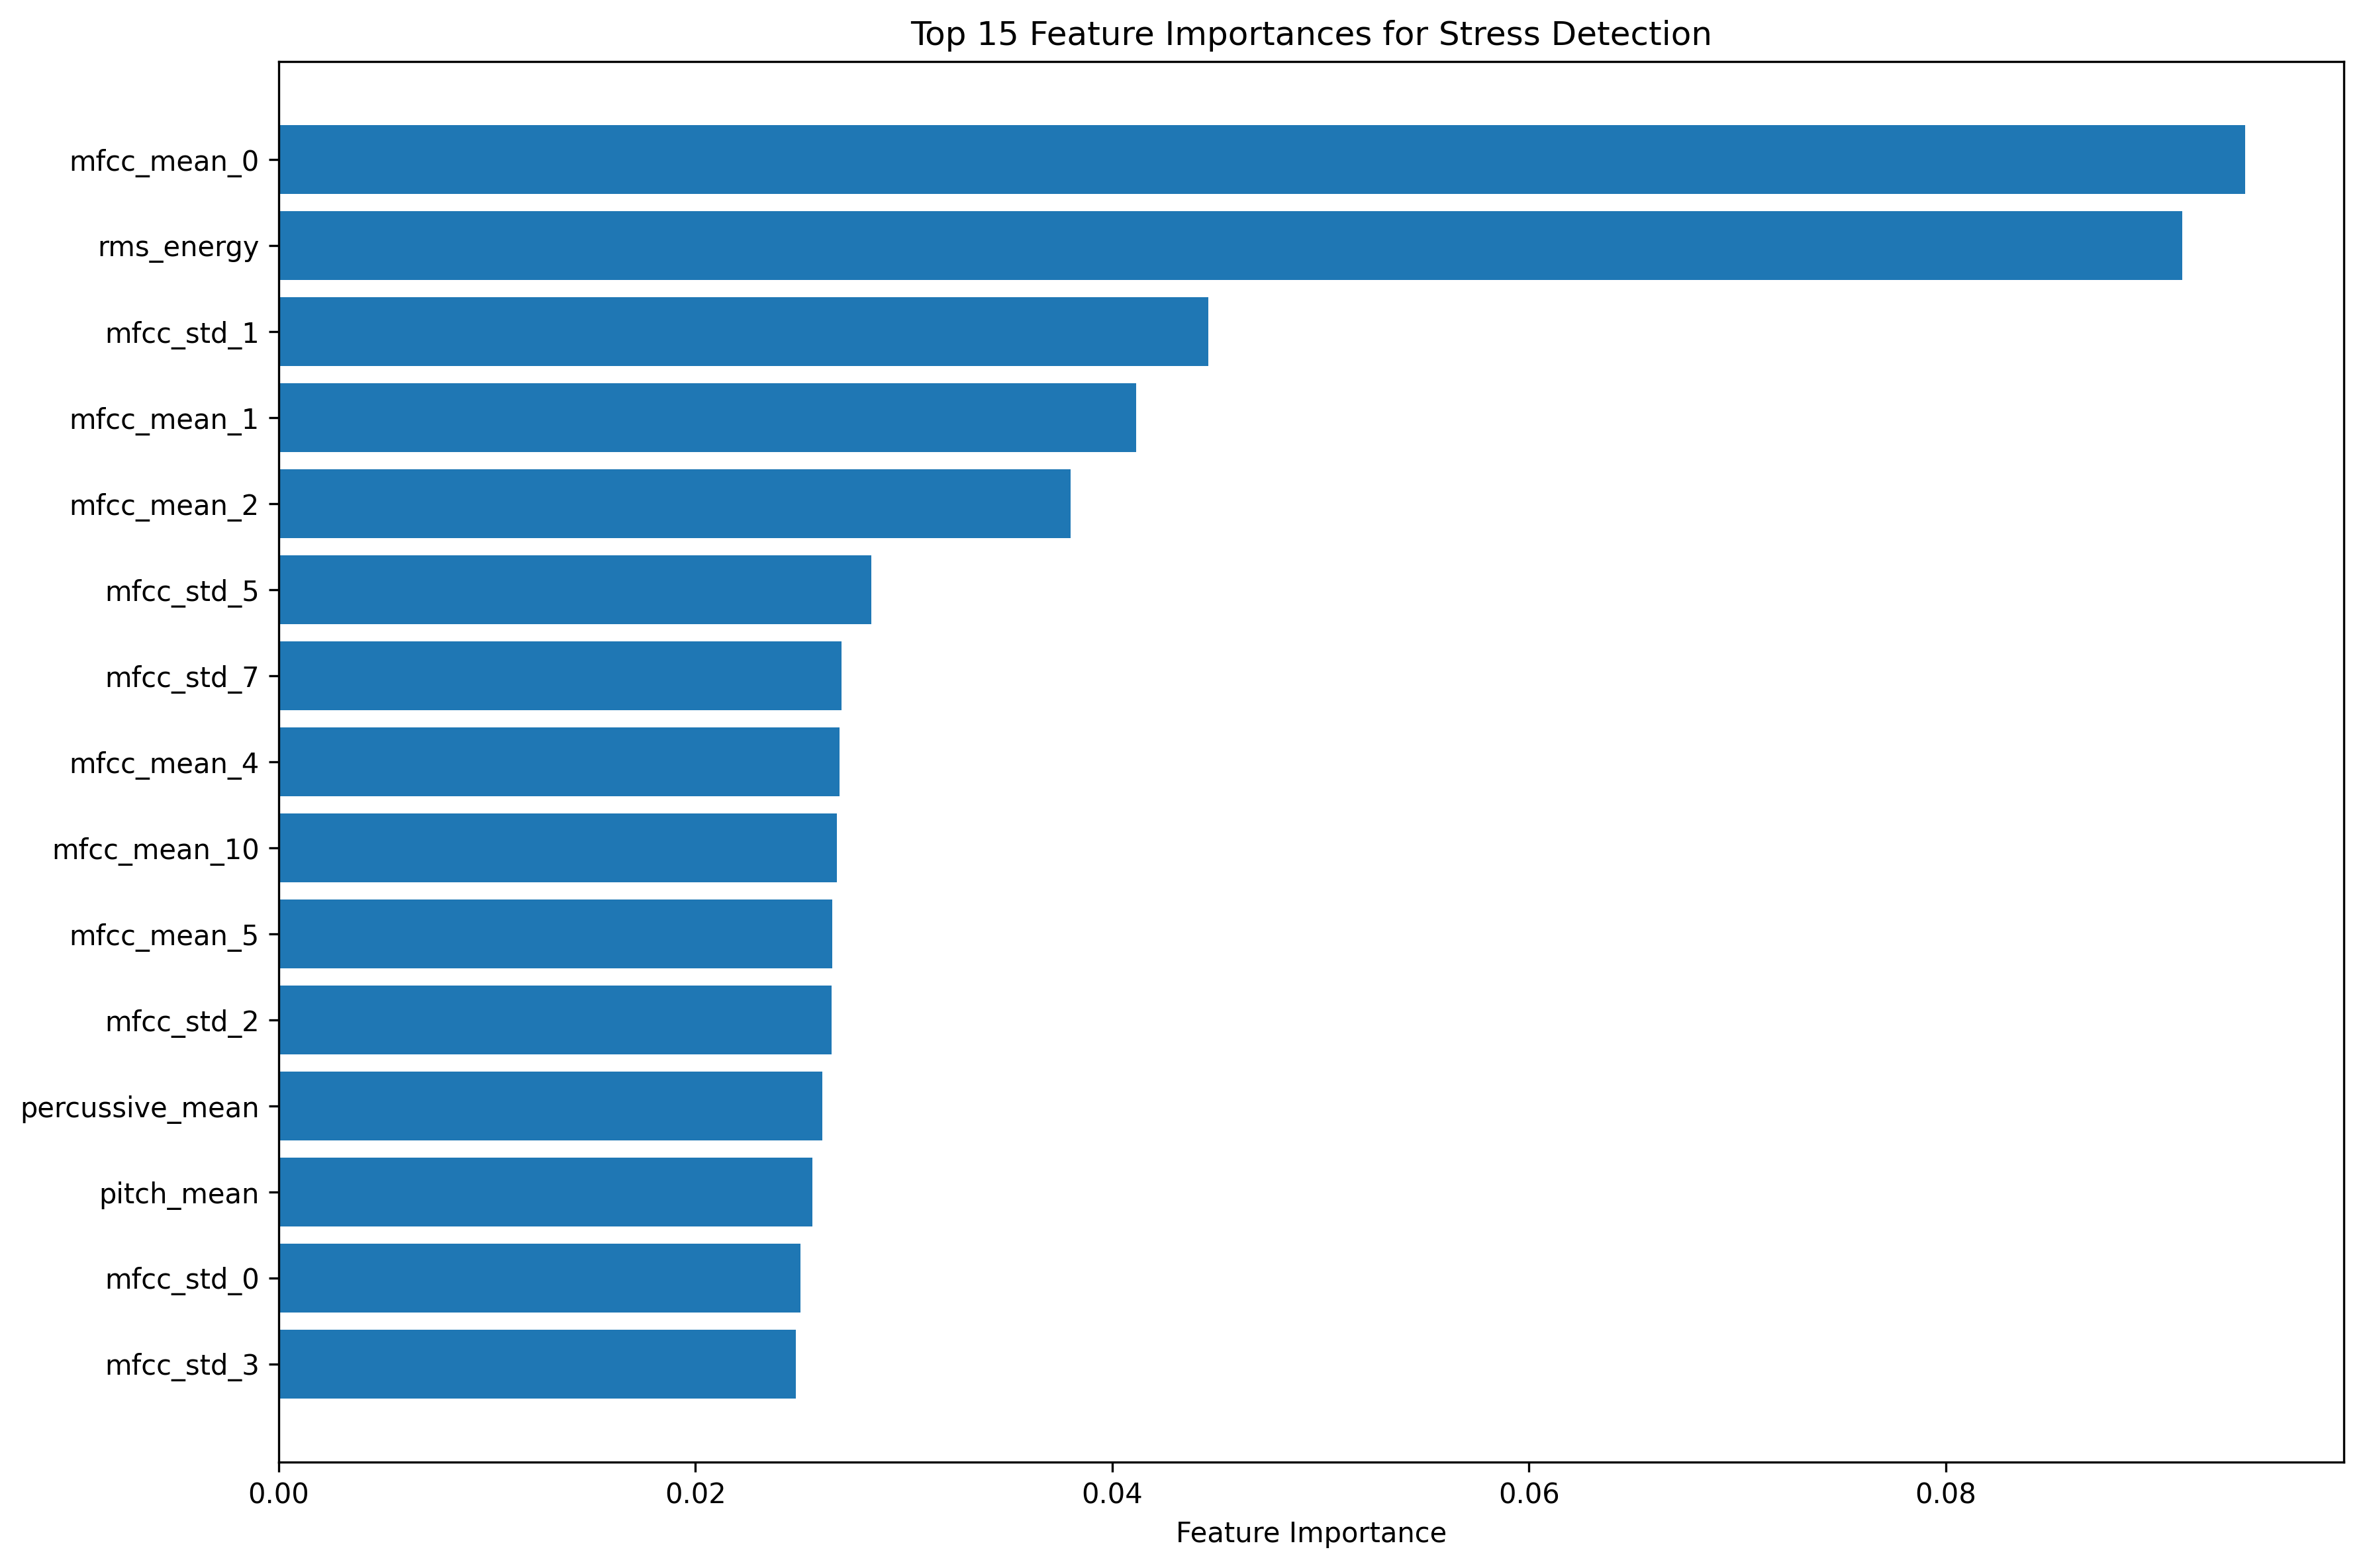 Top 15 Feature Importances for Stress Detection
mfcc_mean_0
rms_energy
mfcc_std_1
mfcc_mean_1
mfcc_mean_2
mfcc_std_5
mfcc_std_7
mfcc_mean_4
mfcc_mean_10
mfcc_mean_5
mfcc_std_2
percussive_mean
pitch_mean
mfcc_std_0
mfcc_std_3
0.00 0.02 0.04 0.06 0.08
Feature Importance